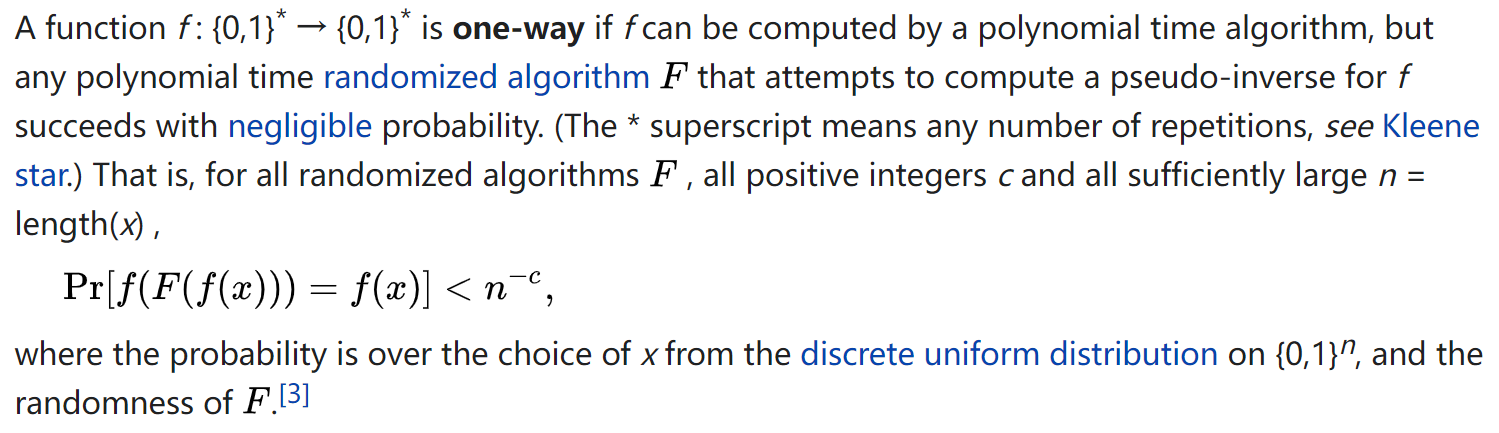 A function f : {0,1}* → {0,1}* is one-way if f can be computed by a polynomial time algorithm, but
any polynomial time randomized algorithm F that attempts to compute a pseudo-inverse for f
succeeds with negligible probability. (The * superscript means any number of repetitions, see Kleene
star.) That is, for all randomized algorithms F , all positive integers c and all sufficiently large n =
length(x) ,
Pr[f(F(f(x))) = f(x)] < n⁻ᶜ,
where the probability is over the choice of x from the discrete uniform distribution on {0,1}ⁿ, and the
randomness of F.[3]